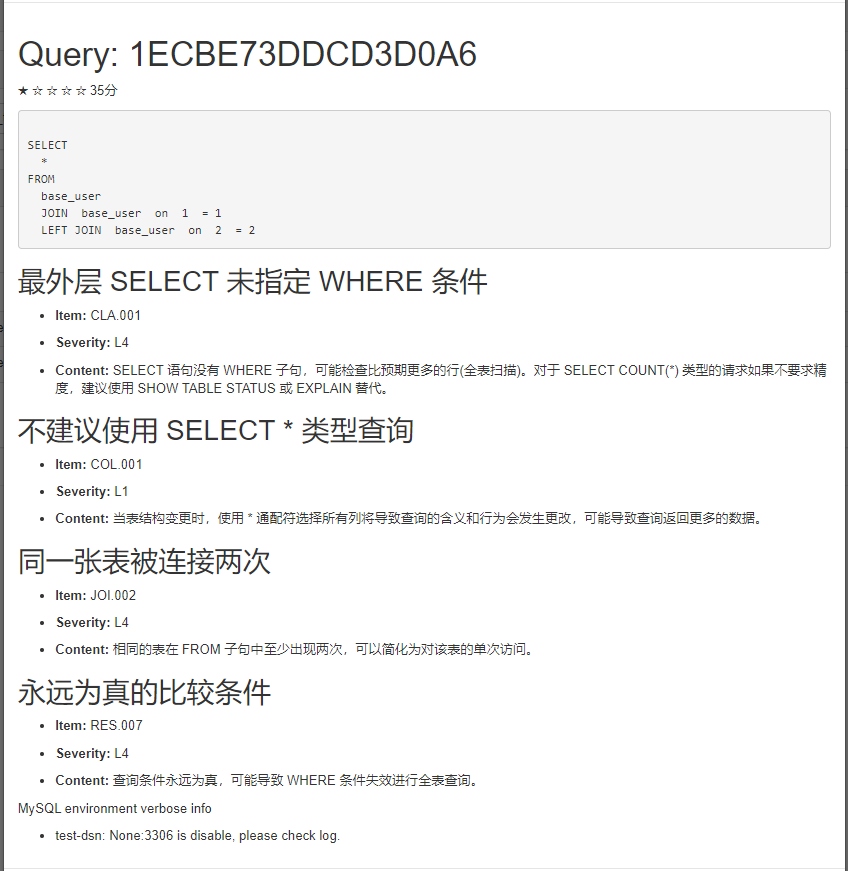 Query: 1ECBE73DDCD3D0A6
★ ☆ ☆ ☆ ☆ 35分
SELECT
*
FROM
base_user
JOIN base_user on 1 = 1
LEFT JOIN base_user on 2 = 2
最外层 SELECT 未指定 WHERE 条件
• Item: CLA.001
• Severity: L4
• Content: SELECT 语句没有 WHERE 子句，可能检查比预期更多的行(全表扫描)。对于 SELECT COUNT(*) 类型的请求如果不要求精
度，建议使用 SHOW TABLE STATUS 或 EXPLAIN 替代。
不建议使用 SELECT * 类型查询
• Item: COL.001
• Severity: L1
• Content: 当表结构变更时，使用 * 通配符选择所有列将导致查询的含义和行为会发生更改，可能导致查询返回更多的数据。
同一张表被连接两次
• Item: JOI.002
• Severity: L4
• Content: 相同的表在 FROM 子句中至少出现两次，可以简化为对该表的单次访问。
永远为真的比较条件
• Item: RES.007
• Severity: L4
• Content: 查询条件永远为真，可能导致 WHERE 条件失效进行全表查询。
MySQL environment verbose info
• test-dsn: None:3306 is disable, please check log.